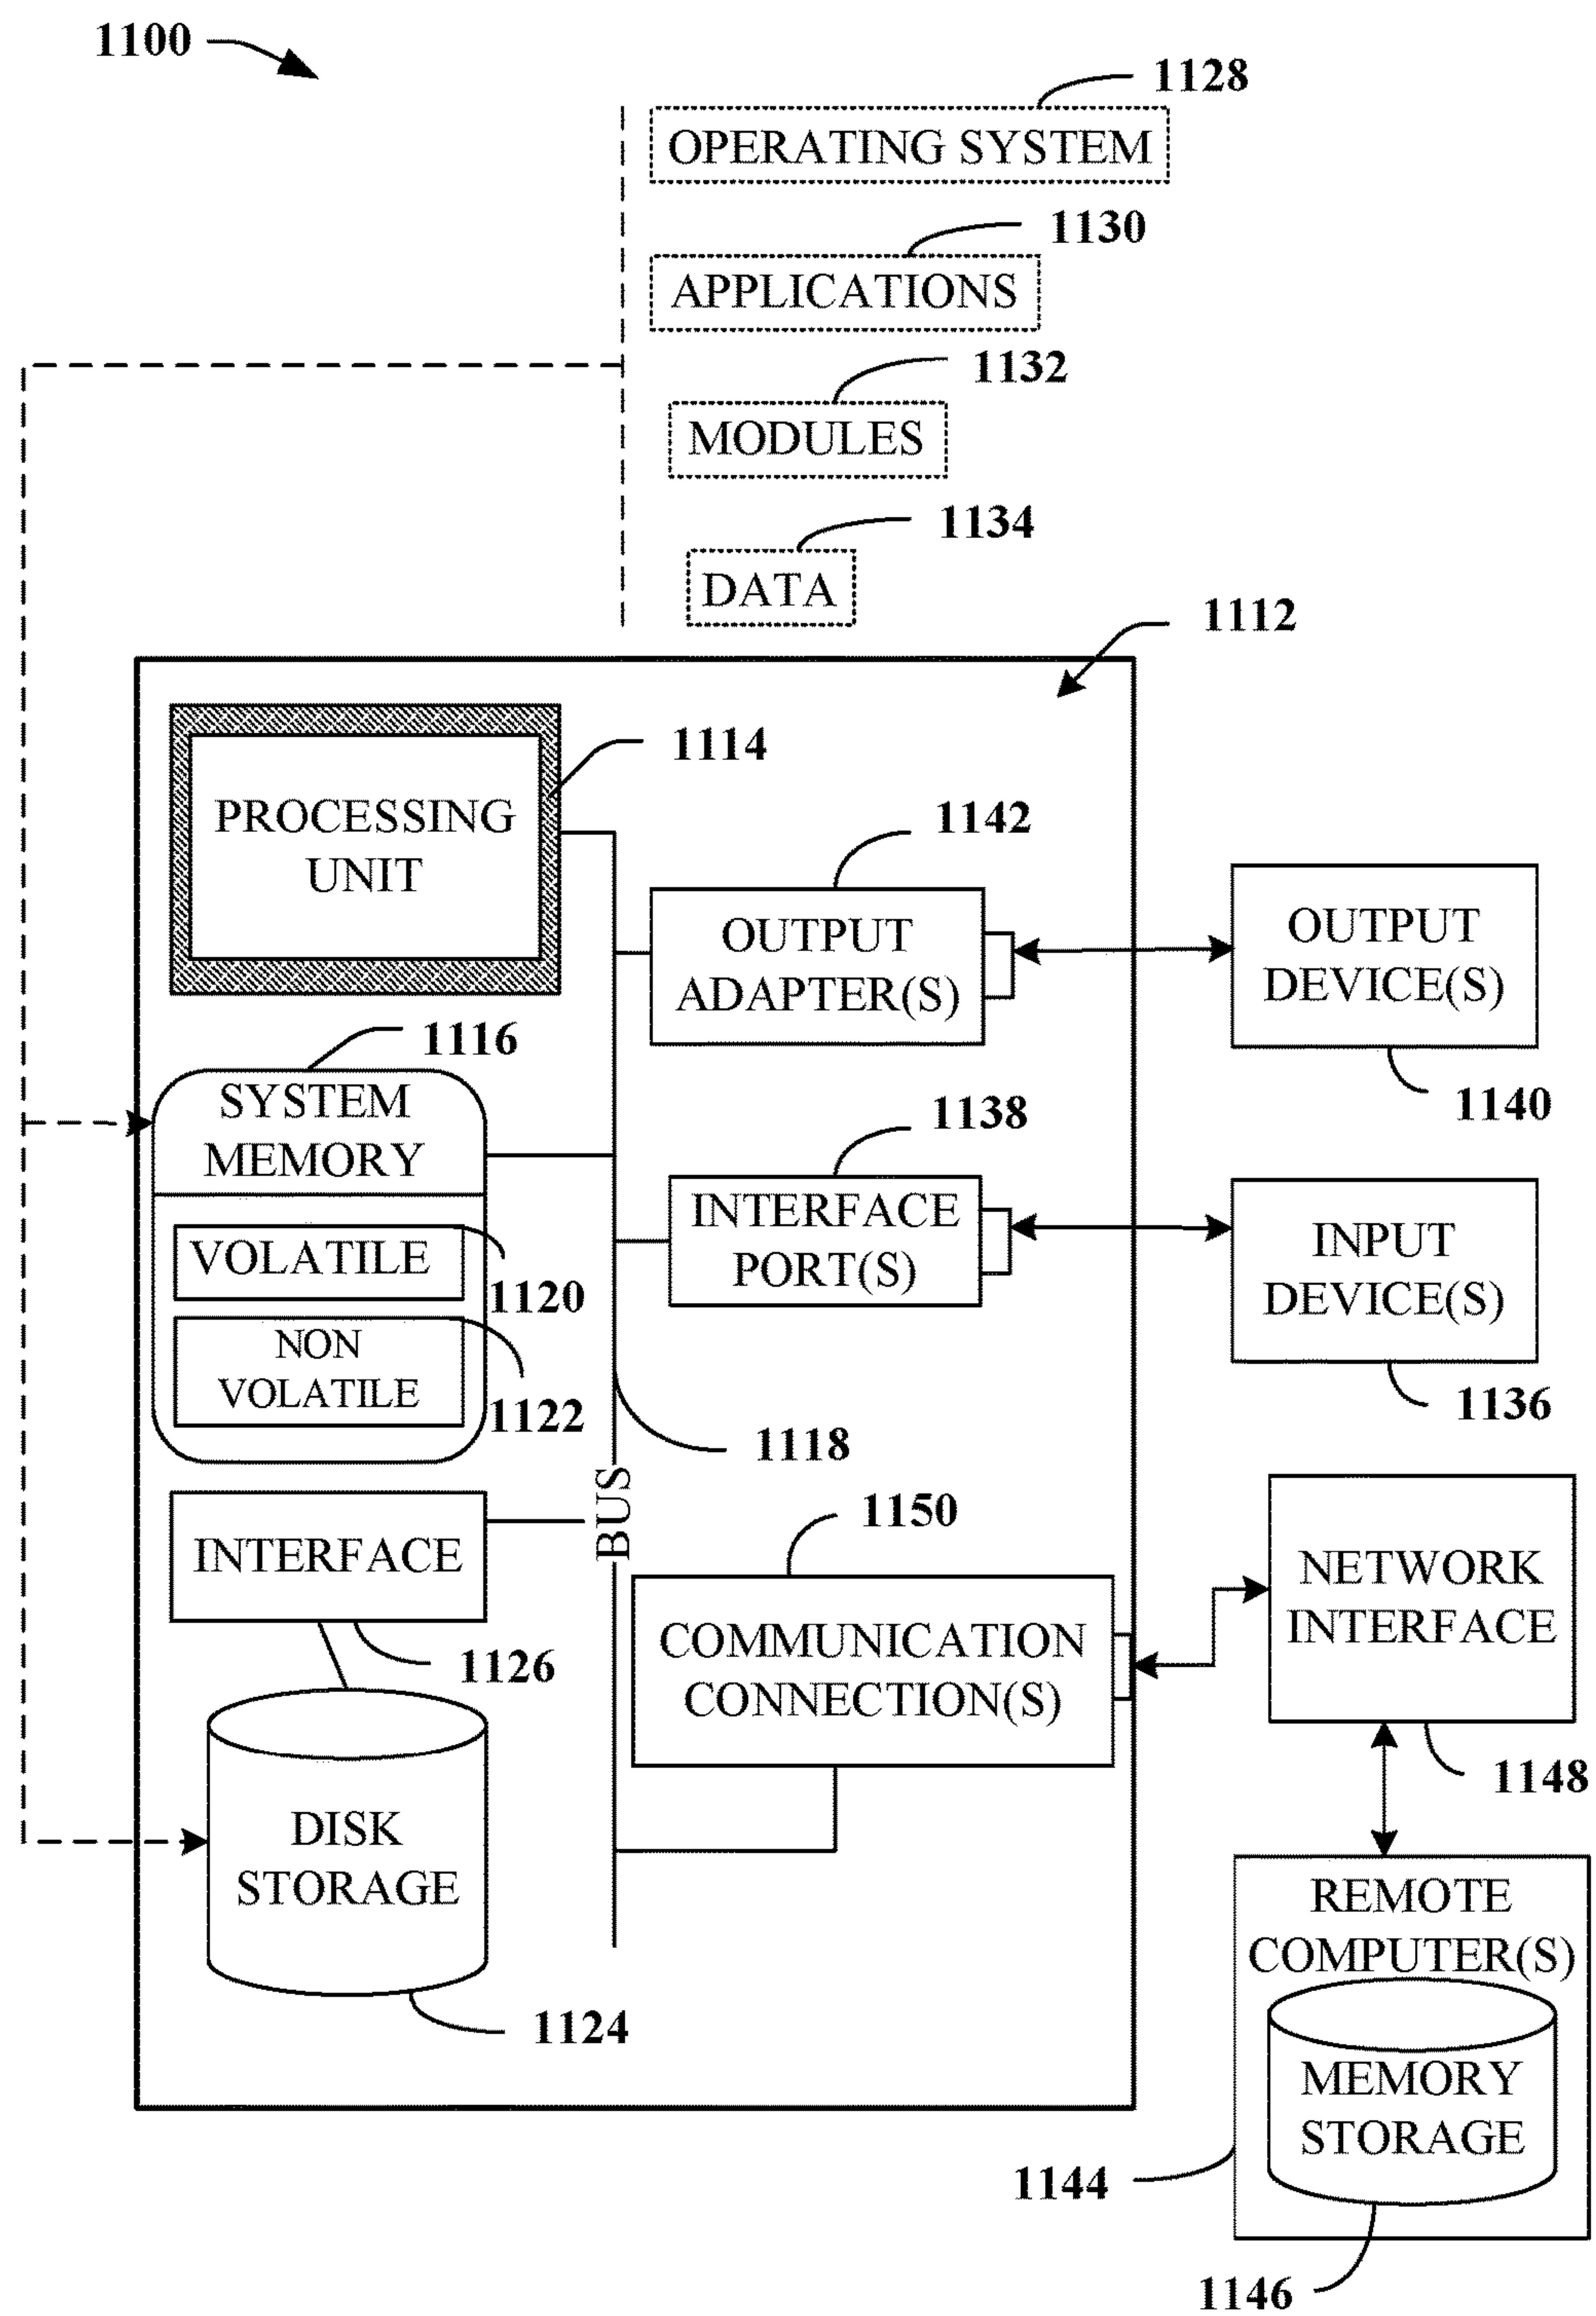 1100
1128
OPERATING SYSTEM
1130
APPLICATIONS
1132
MODULES
1134
DATA
1112
PROCESSING
UNIT
1114
1142
OUTPUT
ADAPTER(S)
OUTPUT
DEVICE(S)
1140
1116
SYSTEM
MEMORY
VOLATILE
1120
NON
VOLATILE
1122
1138
INTERFACE
PORT(S)
INPUT
DEVICE(S)
1136
1118
BUS
INTERFACE
1126
1150
COMMUNICATION
CONNECTION(S)
NETWORK
INTERFACE
1148
DISK
STORAGE
1124
REMOTE
COMPUTER(S)
MEMORY
STORAGE
1144
1146